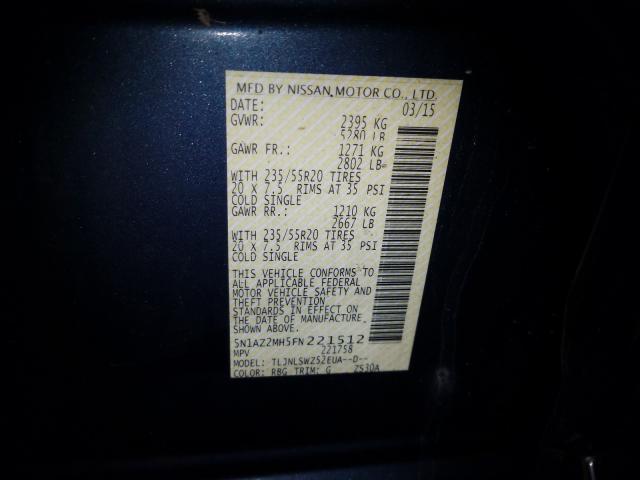 MFD BY NISSAN MOTOR CO., LTD.
DATE: 03/15
GVWR: 2395 KG
5280 LB
GAWR FR.: 1271 KG
2802 LB
WITH 235/55R20 TIRES
20 X 7.5 RIMS AT 35 PSI
COLD SINGLE
GAWR RR.: 1210 KG
2667 LB
WITH 235/55R20 TIRES
20 X 7.5 RIMS AT 35 PSI
COLD SINGLE
THIS VEHICLE CONFORMS TO
ALL APPLICABLE FEDERAL
MOTOR VEHICLE SAFETY AND
THEFT PREVENTION
STANDARDS IN EFFECT ON
THE DATE OF MANUFACTURE
SHOWN ABOVE.
5N1AZ2MH5FN221512
MPV 221758
MODEL: TLJNLSWZ52EUA--D--
COLOR: RBG TRIM: G Z530A